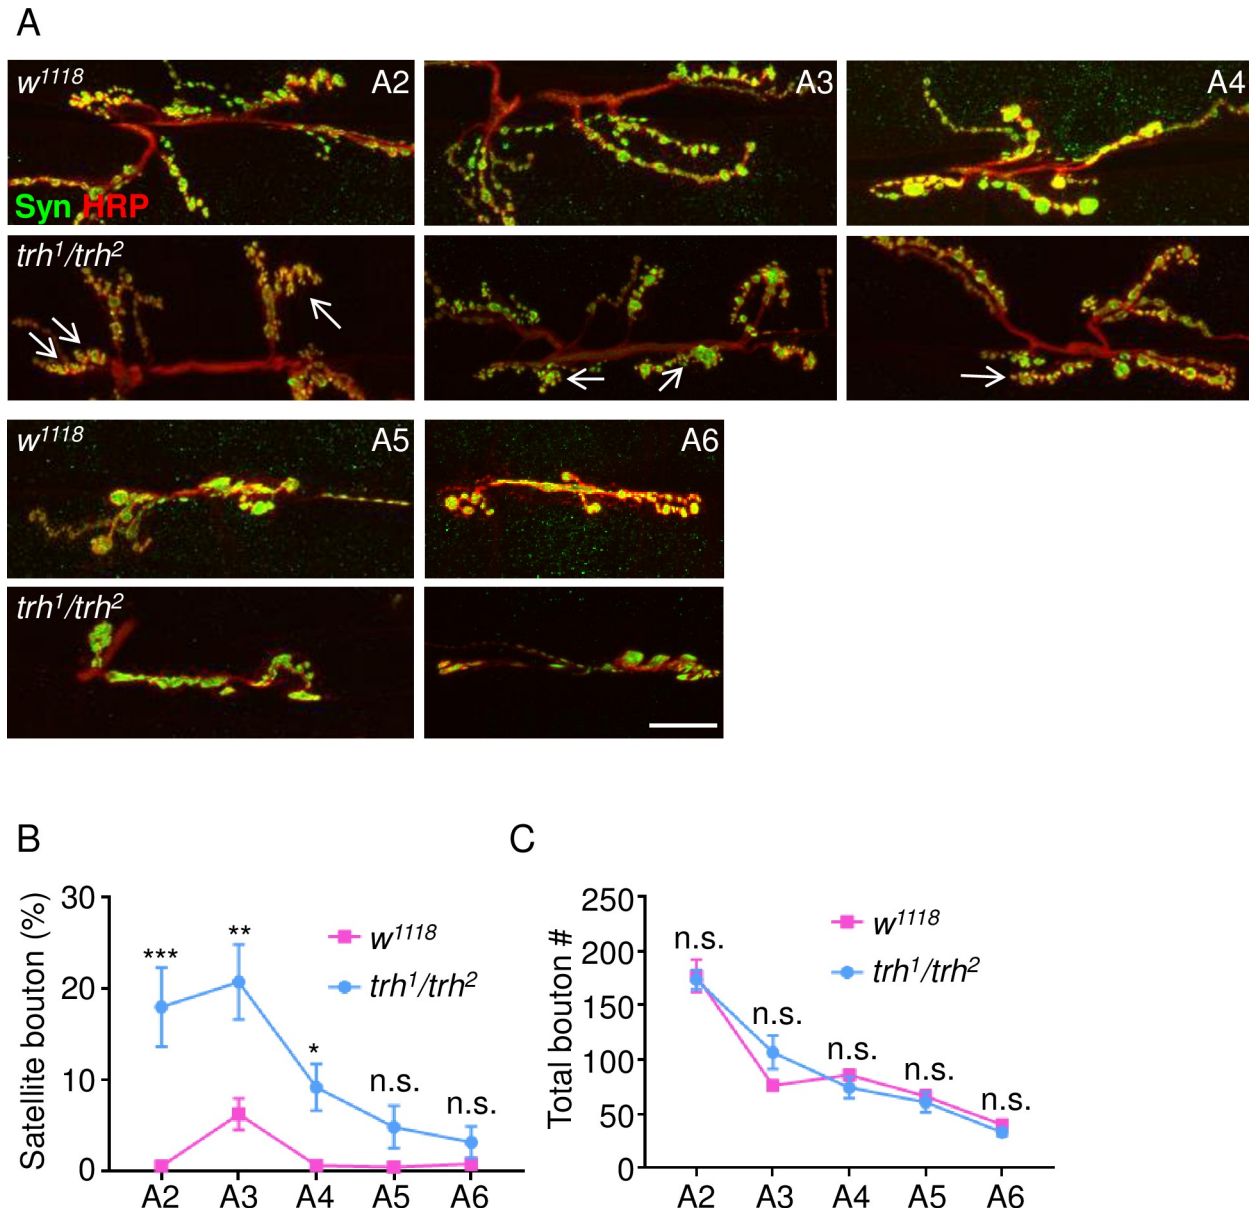 A
w1118 A2 A3 A4
Syn HRP
trh1/trh2
w1118 A5 A6
trh1/trh2
B C
Satellite bouton (%)
30
20
10
0
*** ** * n.s. n.s.
w1118
trh1/trh2
A2 A3 A4 A5 A6
Total bouton #
250
200
150
100
50
0
n.s. n.s. n.s. n.s. n.s.
w1118
trh1/trh2
A2 A3 A4 A5 A6